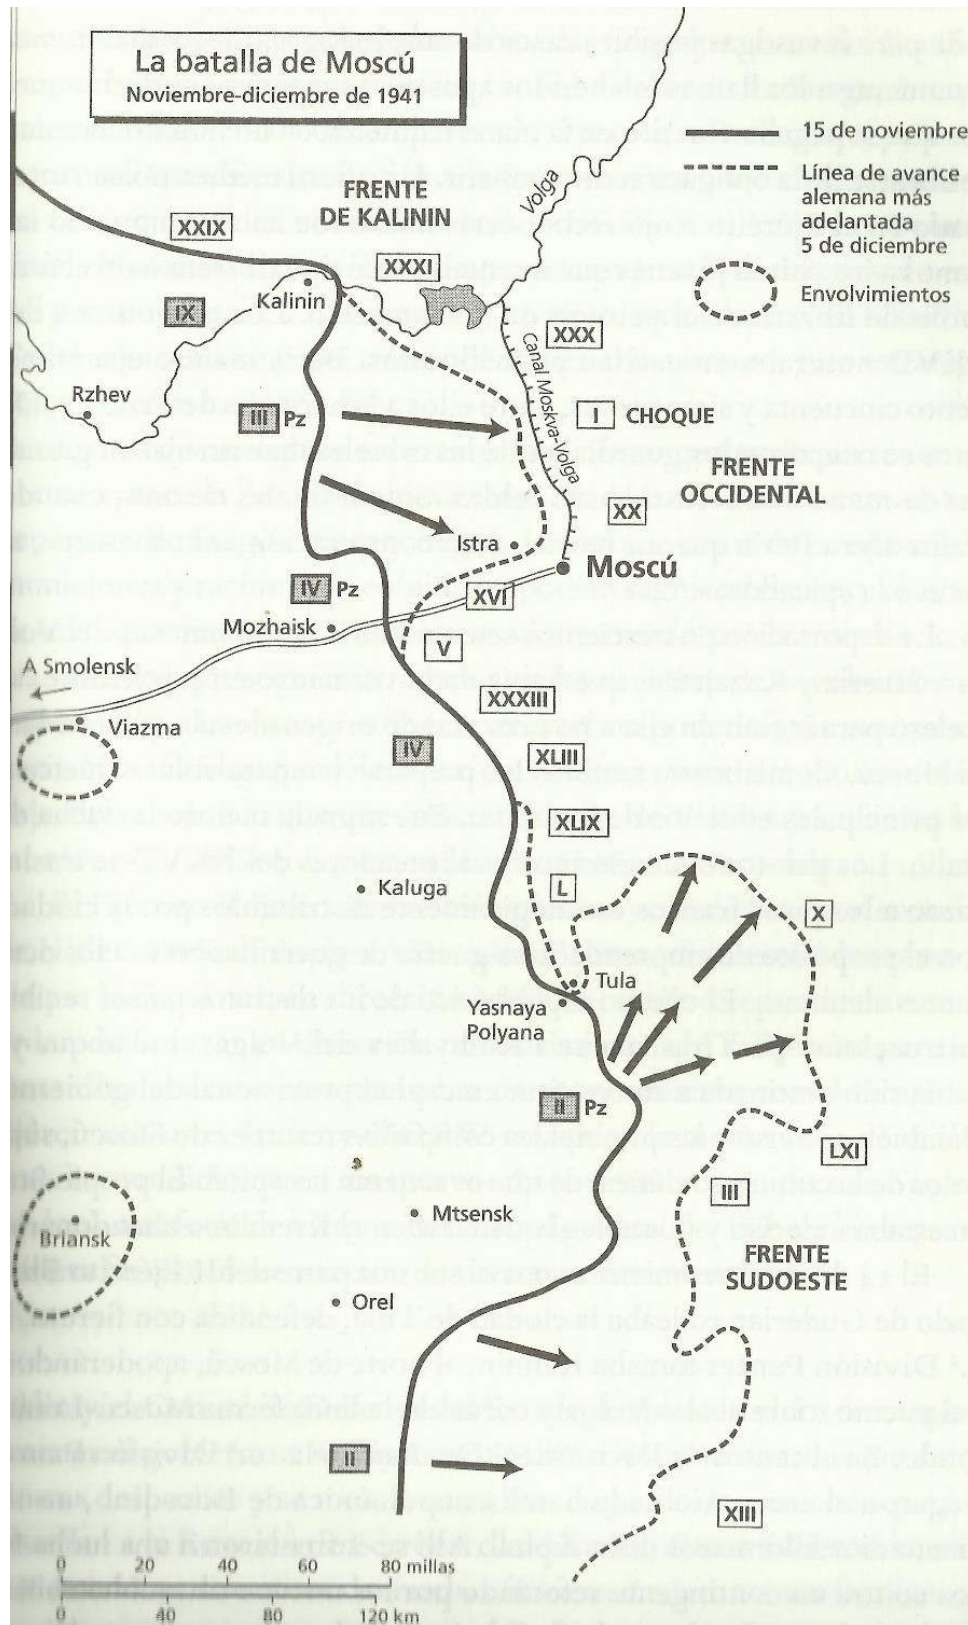 La batalla de Moscú
Noviembre-diciembre de 1941
15 de noviembre
Línea de avance
alemana más
adelantada
5 de diciembre
Envolvimientos
FRENTE
DE KALININ
Volga
XXIX
XXXI
Kalinin
IX
XXX
Canal Moskva-Volga
Rzhev
III Pz
I CHOQUE
FRENTE
OCCIDENTAL
XX
Istra
Moscú
IV Pz
XVI
Mozhaisk
V
A Smolensk
XXXIII
Viazma
IV
XLIII
XLIX
Kaluga
L
X
Tula
Yasnaya
Polyana
II Pz
LXI
III
Mtsensk
Briansk
FRENTE
SUDOESTE
Orel
II
XIII
0 20 40 60 80 millas
0 40 80 120 km